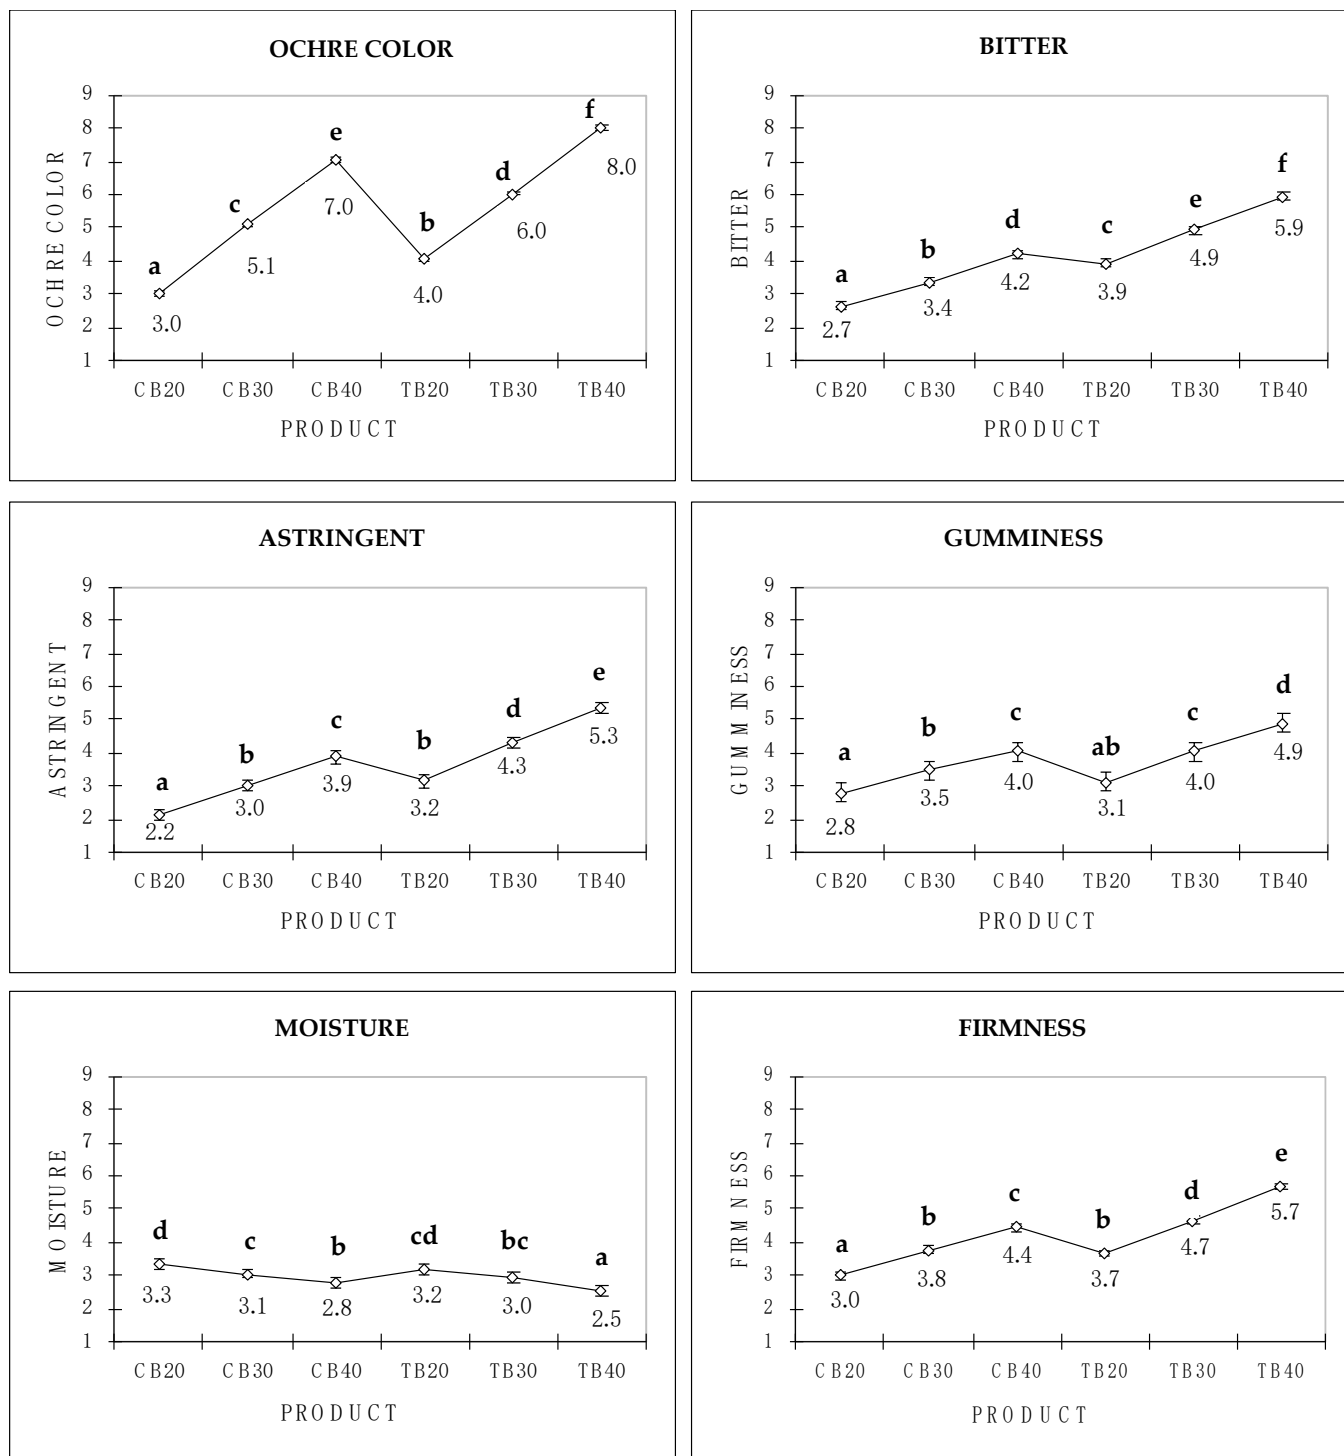 OCHRE COLOR
OCHRE COLOR
9
8
7
6
5
4
3
2
1
a
c
e
b
d
f
3.0
5.1
7.0
4.0
6.0
8.0
CB20 CB30 CB40 TB20 TB30 TB40
PRODUCT
BITTER
BITTER
9
8
7
6
5
4
3
2
1
a
b
d
c
e
f
2.7
3.4
4.2
3.9
4.9
5.9
CB20 CB30 CB40 TB20 TB30 TB40
PRODUCT
ASTRINGENT
ASTRINGENT
9
8
7
6
5
4
3
2
1
a
b
c
b
d
e
2.2
3.0
3.9
3.2
4.3
5.3
CB20 CB30 CB40 TB20 TB30 TB40
PRODUCT
GUMMINESS
GUMMINESS
9
8
7
6
5
4
3
2
1
a
b
c
ab
c
d
2.8
3.5
4.0
3.1
4.0
4.9
CB20 CB30 CB40 TB20 TB30 TB40
PRODUCT
MOISTURE
MOISTURE
9
8
7
6
5
4
3
2
1
d
c
b
cd
bc
a
3.3
3.1
2.8
3.2
3.0
2.5
CB20 CB30 CB40 TB20 TB30 TB40
PRODUCT
FIRMNESS
FIRMNESS
9
8
7
6
5
4
3
2
1
a
b
c
b
d
e
3.0
3.8
4.4
3.7
4.7
5.7
CB20 CB30 CB40 TB20 TB30 TB40
PRODUCT